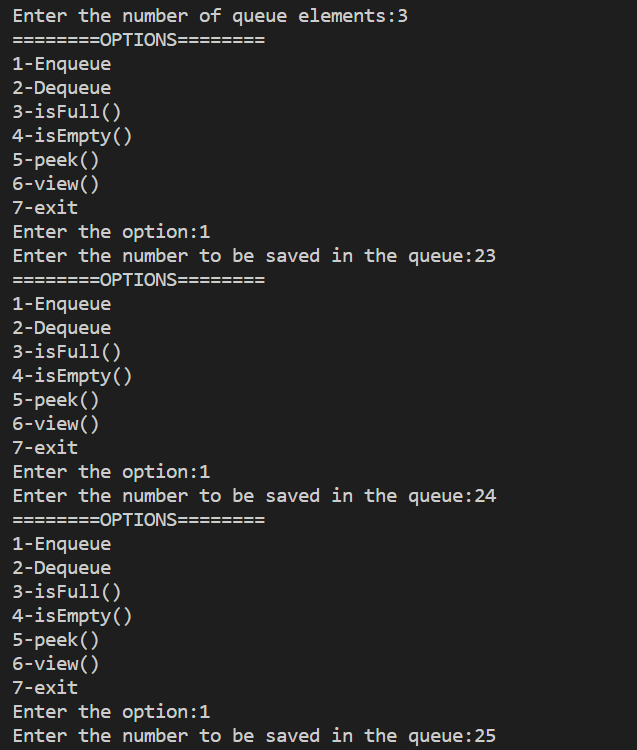 Enter the number of queue elements:3
========OPTIONS========
1-Enqueue
2-Dequeue
3-isFull()
4-isEmpty()
5-peek()
6-view()
7-exit
Enter the option:1
Enter the number to be saved in the queue:23
========OPTIONS========
1-Enqueue
2-Dequeue
3-isFull()
4-isEmpty()
5-peek()
6-view()
7-exit
Enter the option:1
Enter the number to be saved in the queue:24
========OPTIONS========
1-Enqueue
2-Dequeue
3-isFull()
4-isEmpty()
5-peek()
6-view()
7-exit
Enter the option:1
Enter the number to be saved in the queue:25